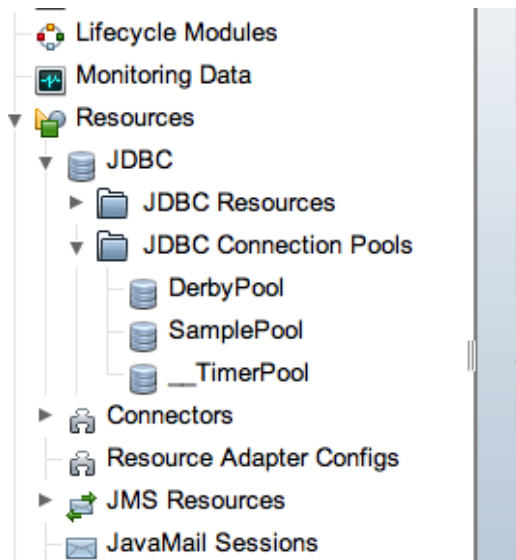 Lifecycle Modules
Monitoring Data
Resources
JDBC
JDBC Resources
JDBC Connection Pools
DerbyPool
SamplePool
__TimerPool
Connectors
Resource Adapter Configs
JMS Resources
JavaMail Sessions